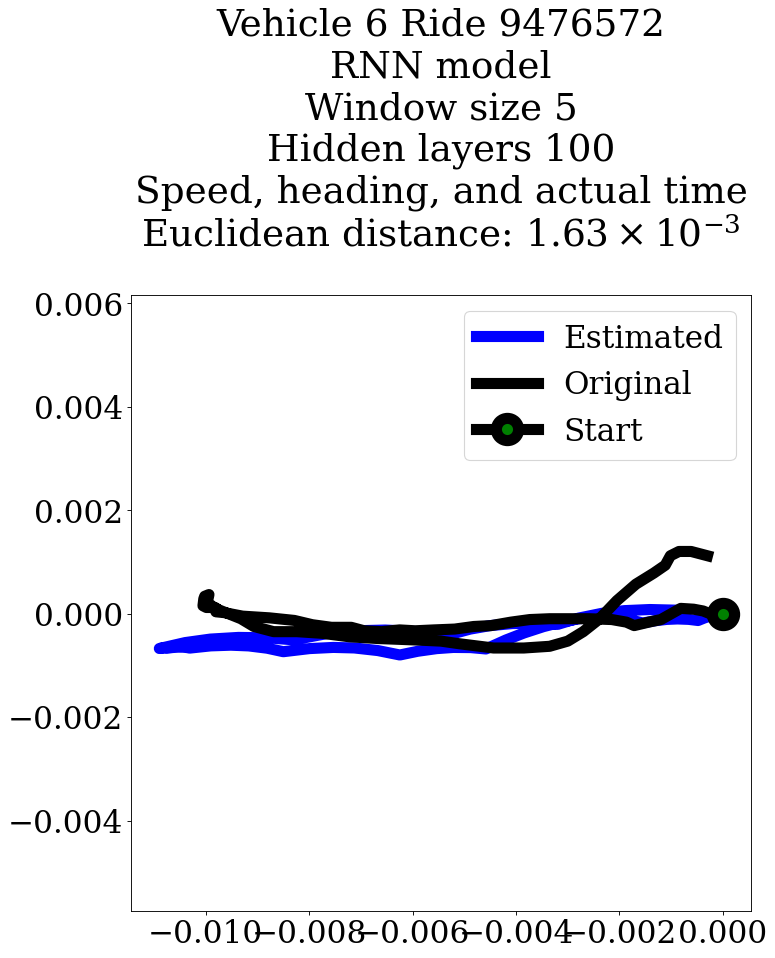 Vehicle 6 Ride 9476572
RNN model
Window size 5
Hidden layers 100
Speed, heading, and actual time
Euclidean distance: 1.63 × 10⁻³
Estimated
Original
Start
0.006
0.004
0.002
0.000
−0.002
−0.004
−0.010 −0.008 −0.006 −0.004 −0.002 0.000